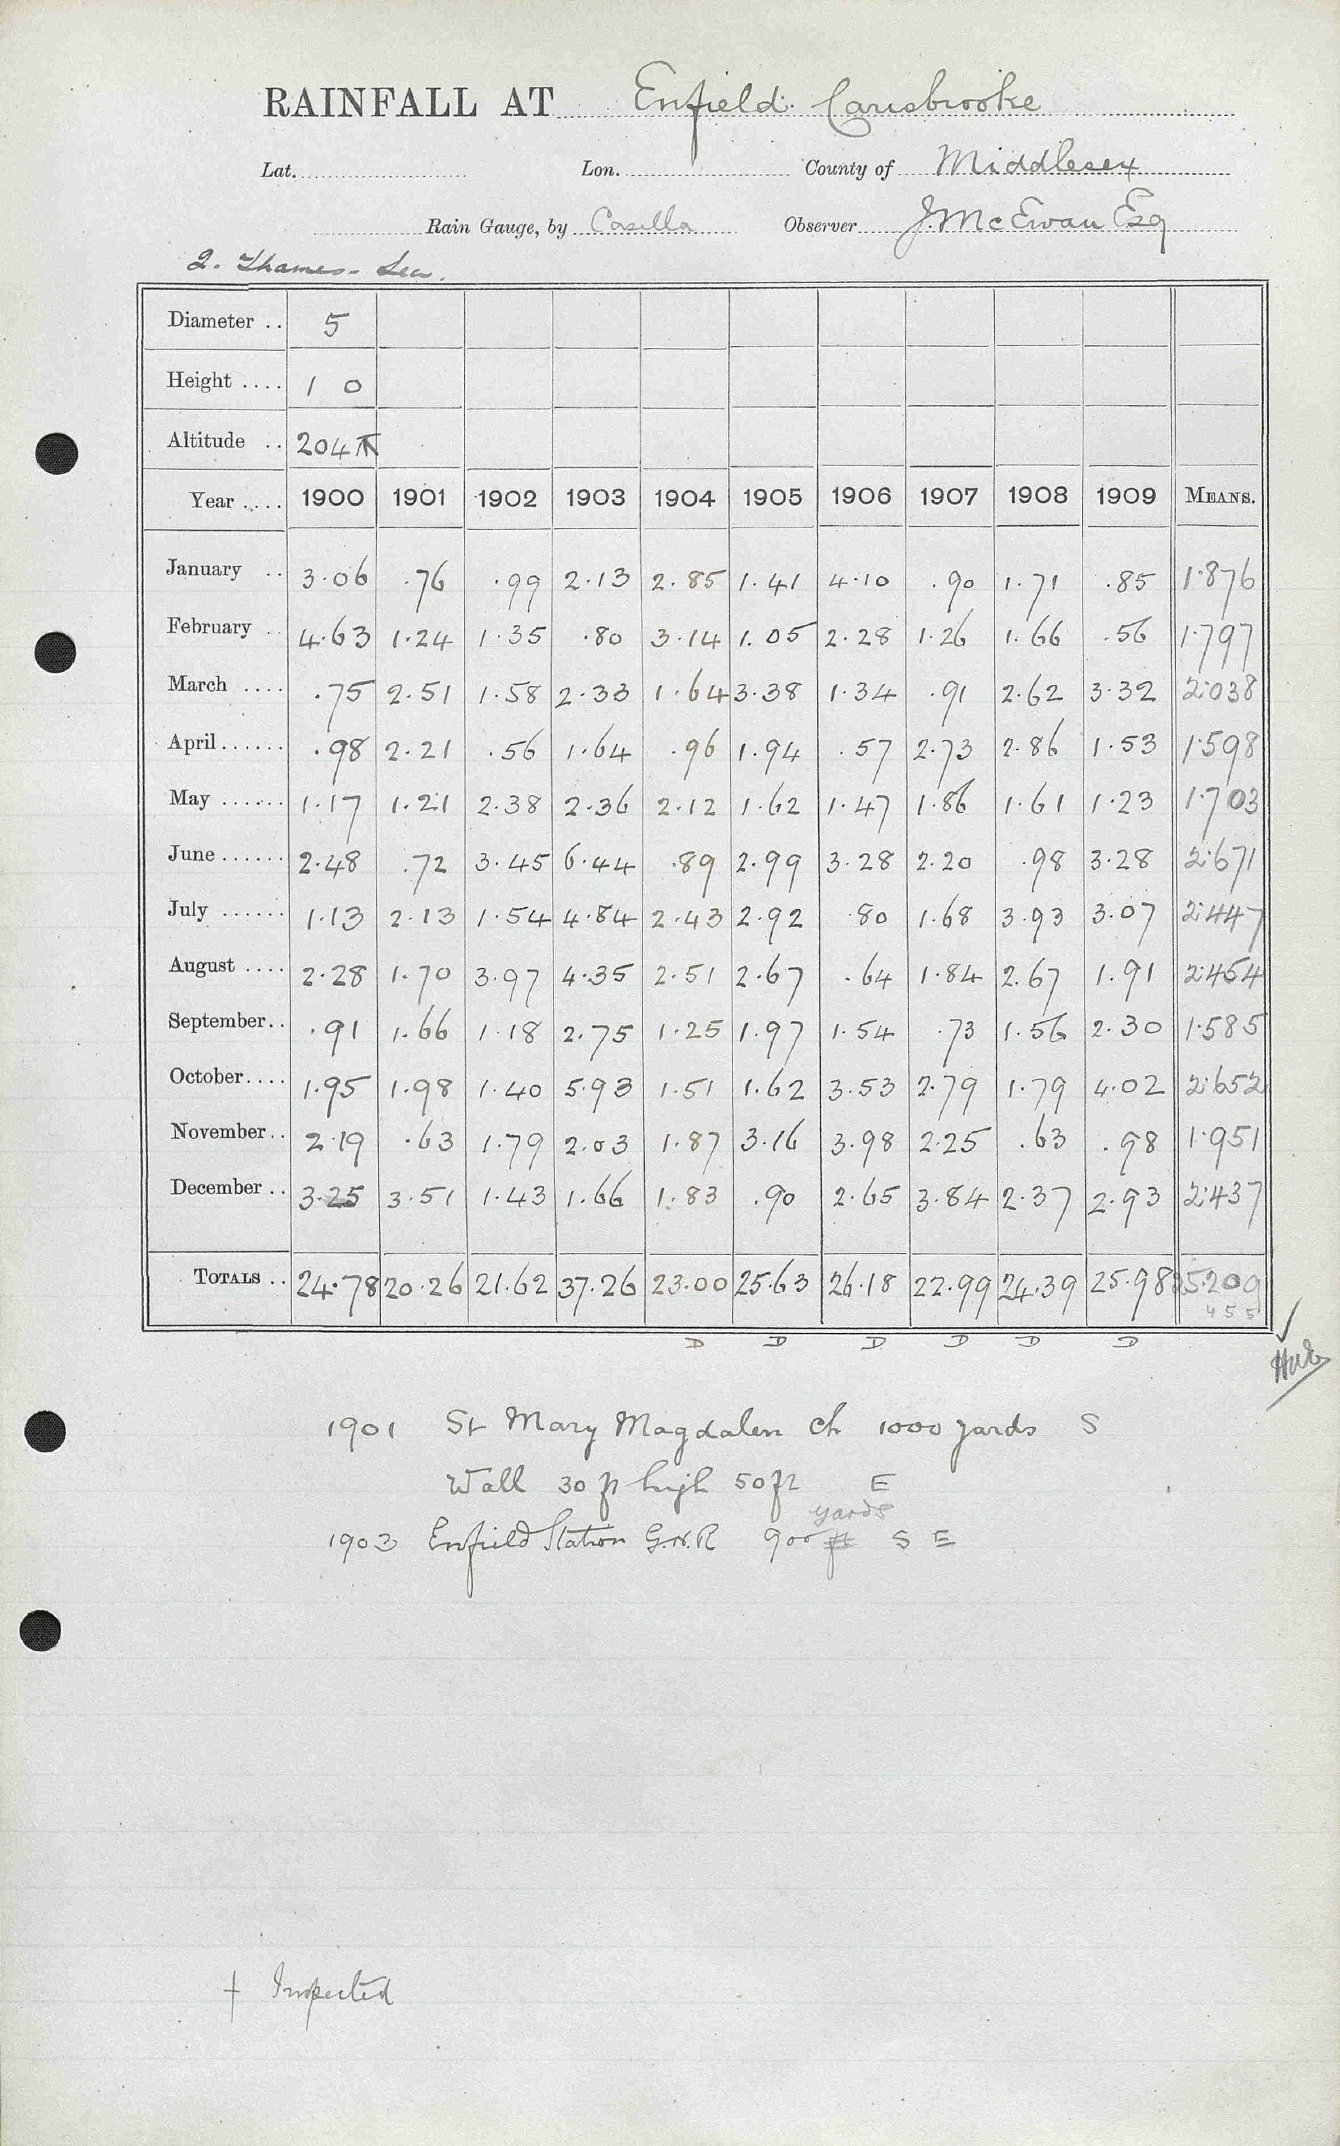 RAINFALL AT Enfield. Carisbrooke
Lat. Lon. County of Middlesex
Rain Gauge, by Casella Observer J. McEwan Esq
2. Thames - Lea.
Diameter .. 5
Height .... 1 0
Altitude .. 204 ft
Year .... 1900 1901 1902 1903 1904 1905 1906 1907 1908 1909 MEANS.
January .. 3.06 .76 .99 2.13 2.85 1.41 4.10 .90 1.71 .85 1.876
February .. 4.63 1.24 1.35 .80 3.14 1.05 2.28 1.26 1.66 .56 1.797
March .... .75 2.51 1.58 2.33 1.64 3.38 1.34 .91 2.62 3.32 2.038
April ...... .98 2.21 .56 1.64 .96 1.94 .57 2.73 2.86 1.53 1.598
May ...... 1.17 1.21 2.38 2.36 2.12 1.62 1.47 1.86 1.61 1.23 1.703
June ...... 2.48 .72 3.45 6.44 .89 2.99 3.28 2.20 .98 3.28 2.671
July ...... 1.13 2.13 1.54 4.84 2.43 2.92 .80 1.68 3.93 3.07 2.447
August .... 2.28 1.70 3.97 4.35 2.51 2.67 .64 1.84 2.67 1.91 2.454
September.. .91 1.66 1.18 2.75 1.25 1.97 1.54 .73 1.56 2.30 1.585
October.... 1.95 1.98 1.40 5.93 1.51 1.62 3.53 2.79 1.79 4.02 2.652
November.. 2.19 .63 1.79 2.03 1.87 3.16 3.98 2.25 .63 .98 1.951
December .. 3.25 3.51 1.43 1.66 1.83 .90 2.65 3.84 2.37 2.93 2.437
TOTALS .. 24.78 20.26 21.62 37.26 23.00 25.63 26.18 22.99 24.39 25.98 25.209
455
D D D D D D
1901 St Mary Magdalen Ch 1000 yards S
Wall 30 ft high 50 ft E
yards
1903 Enfield Station G.N.R 900 ft S E
+ Inspected